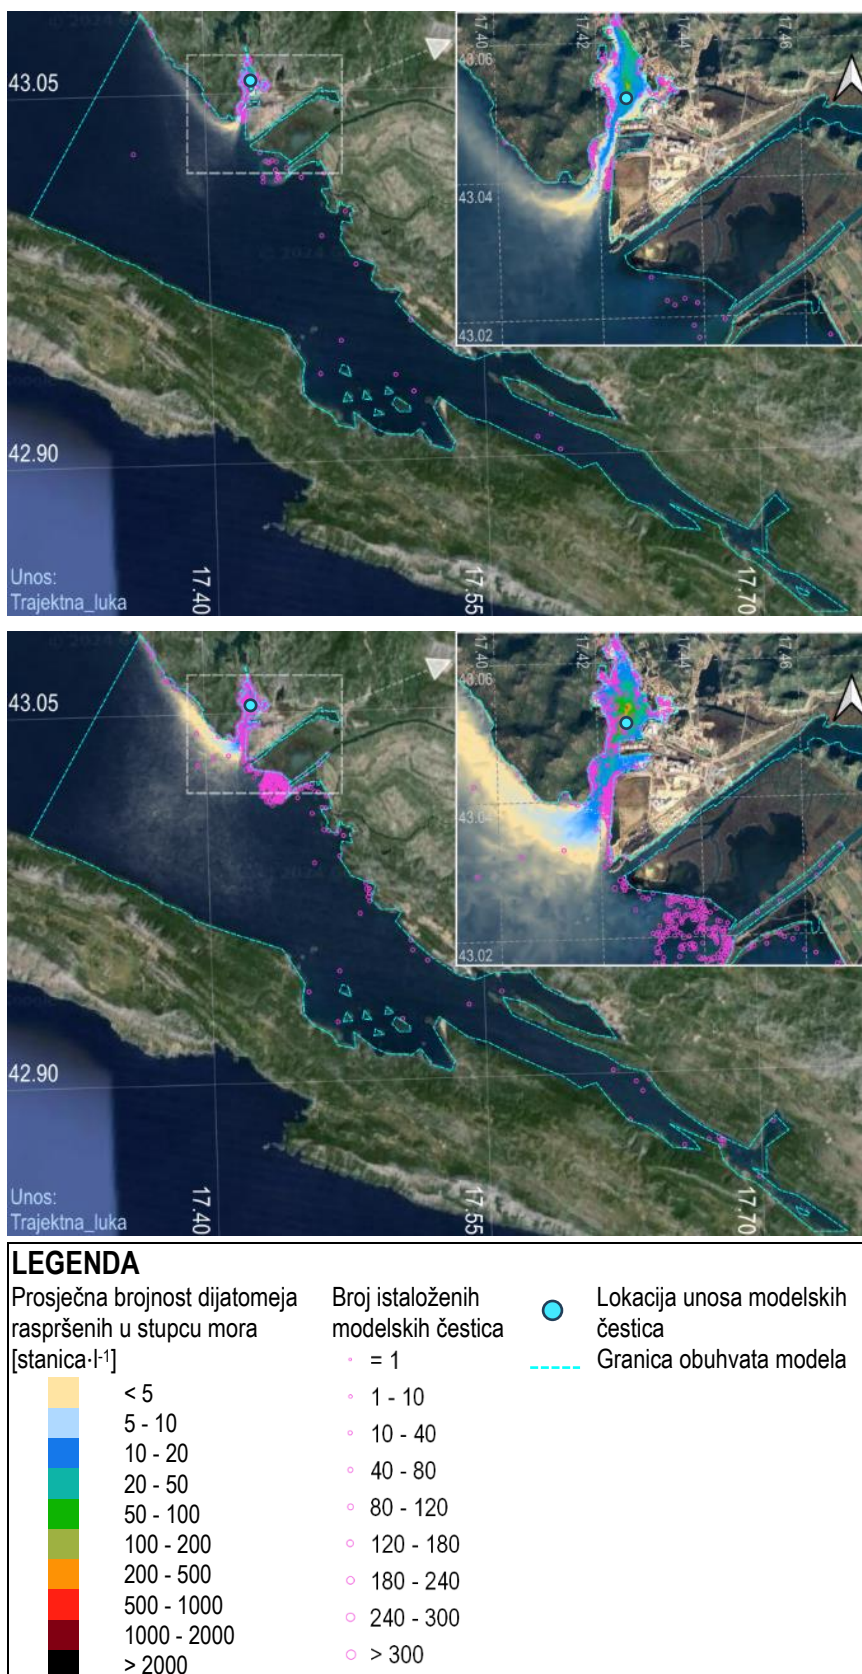 © 2024 G
43.05
42.90
17.40
17.55
17.70
Unos:
Trajektna_luka
17.40
17.42
17.44
17.46
43.06
43.04
43.02
43.05
42.90
17.40
17.55
17.70
Unos:
Trajektna_luka
17.40
17.42
17.44
17.46
43.06
43.04
43.02
LEGENDA
Prosječna brojnost dijatomeja
raspršenih u stupcu mora
[stanica·l-1]
< 5
5 - 10
10 - 20
20 - 50
50 - 100
100 - 200
200 - 500
500 - 1000
1000 - 2000
> 2000
Broj istaloženih
modelskih čestica
= 1
1 - 10
10 - 40
40 - 80
80 - 120
120 - 180
180 - 240
240 - 300
> 300
Lokacija unosa modelskih
čestica
Granica obuhvata modela